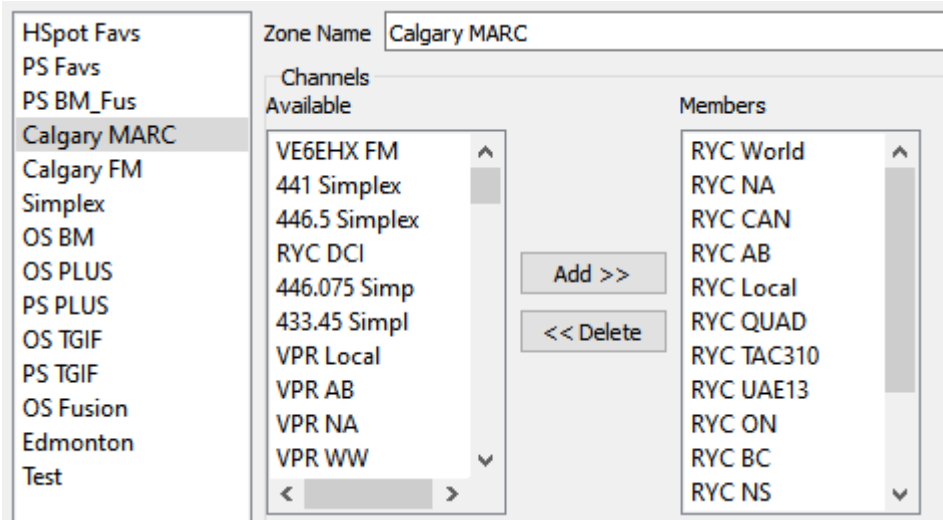 HSpot Favs
PS Favs
PS BM_Fus
Calgary MARC
Calgary FM
Simplex
OS BM
OS PLUS
PS PLUS
OS TGIF
PS TGIF
OS Fusion
Edmonton
Test
Zone Name Calgary MARC
Channels
Available
VE6EHX FM
441 Simplex
446.5 Simplex
RYC DCI
446.075 Simp
433.45 Simpl
VPR Local
VPR AB
VPR NA
VPR WW
Add >>
<< Delete
Members
RYC World
RYC NA
RYC CAN
RYC AB
RYC Local
RYC QUAD
RYC TAC310
RYC UAE13
RYC ON
RYC BC
RYC NS